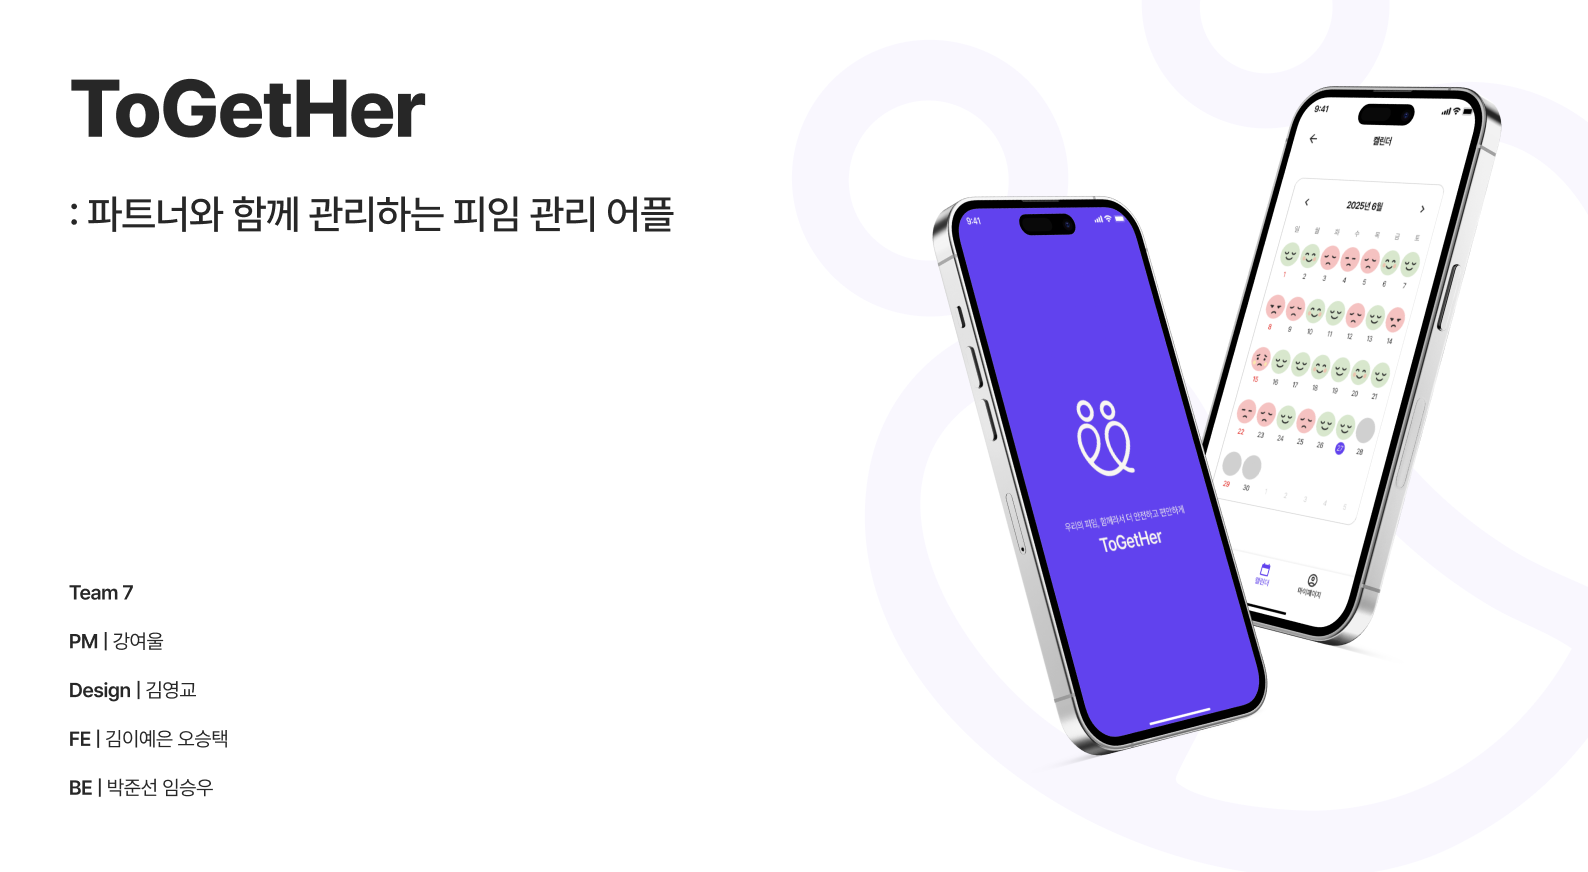 ToGetHer
: 파트너와 함께 관리하는 피임 관리 어플
Team 7
PM | 강여울
Design | 김영교
FE | 김이예은 오승택
BE | 박준선 임승우
9:41
우리의 피임, 함께라서 더 안전하고 편안하게
ToGetHer
9:41
캘린더
2025년 6월
일 월 화 수 목 금 토
1 2 3 4 5 6 7
8 9 10 11 12 13 14
15 16 17 18 19 20 21
22 23 24 25 26 27 28
29 30 1 2 3 4 5
캘린더 마이페이지